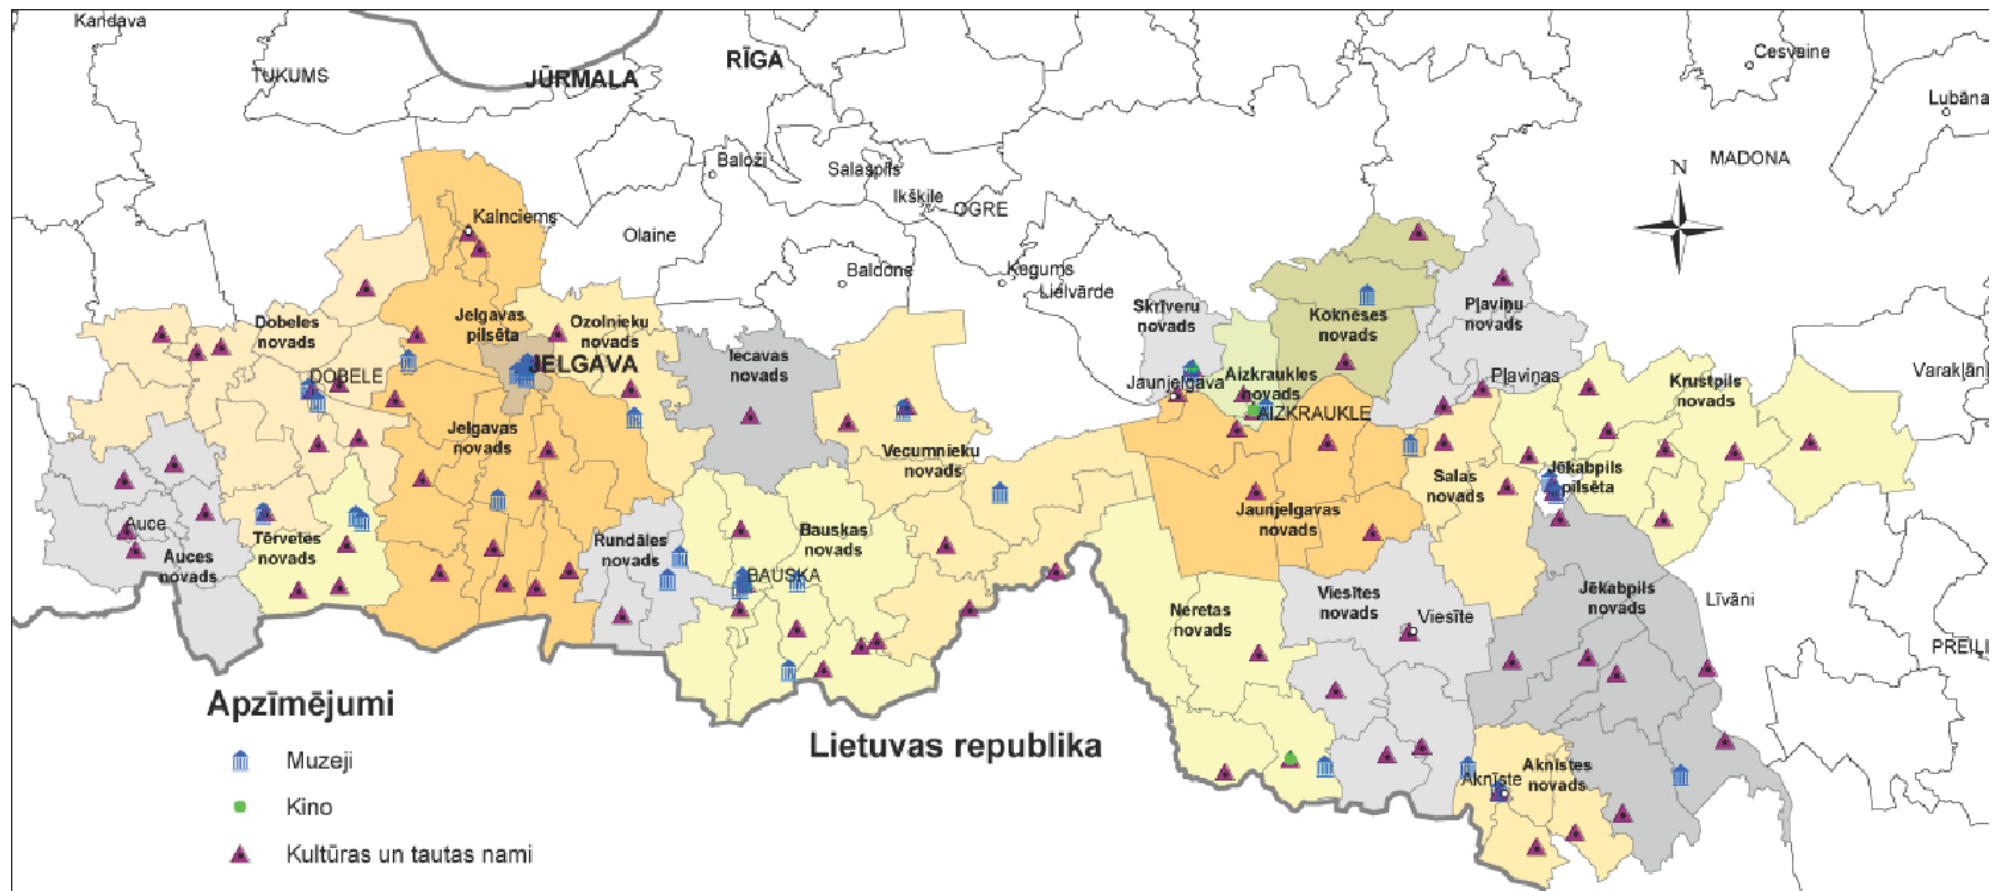 Kandava
TUKUMS
JŪRMALA
RĪGA
Cesvaine
Lubāna
MADONA
N
Baloži
Salaspils
Ikšķile
OGRE
Kalnciems
Olaine
Baldone
Ķegums
Lielvārde
Skrīveru
novads
Kokneses
novads
Pļaviņu
novads
Dobeles
novads
Jelgavas
pilsēta
Ozolnieku
novads
JELGAVA
Iecavas
novads
DOBELE
Jaunjelgava
Aizkraukles
novads
AIZKRAUKLE
Pļaviņas
Krustpils
novads
Varakļāni
Jelgavas
novads
Vecumnieku
novads
Salas
novads
Jēkabpils
pilsēta
Auce
Auces
novads
Tērvetes
novads
Rundāles
novads
Bauskas
novads
BAUSKA
Jaunjelgavas
novads
Neretas
novads
Viesītes
novads
Viesīte
Jēkabpils
novads
Līvāni
PREIĻI
Aknīste
Aknīstes
novads
Lietuvas republika
Apzīmējumi
Muzeji
Kino
Kultūras un tautas nami